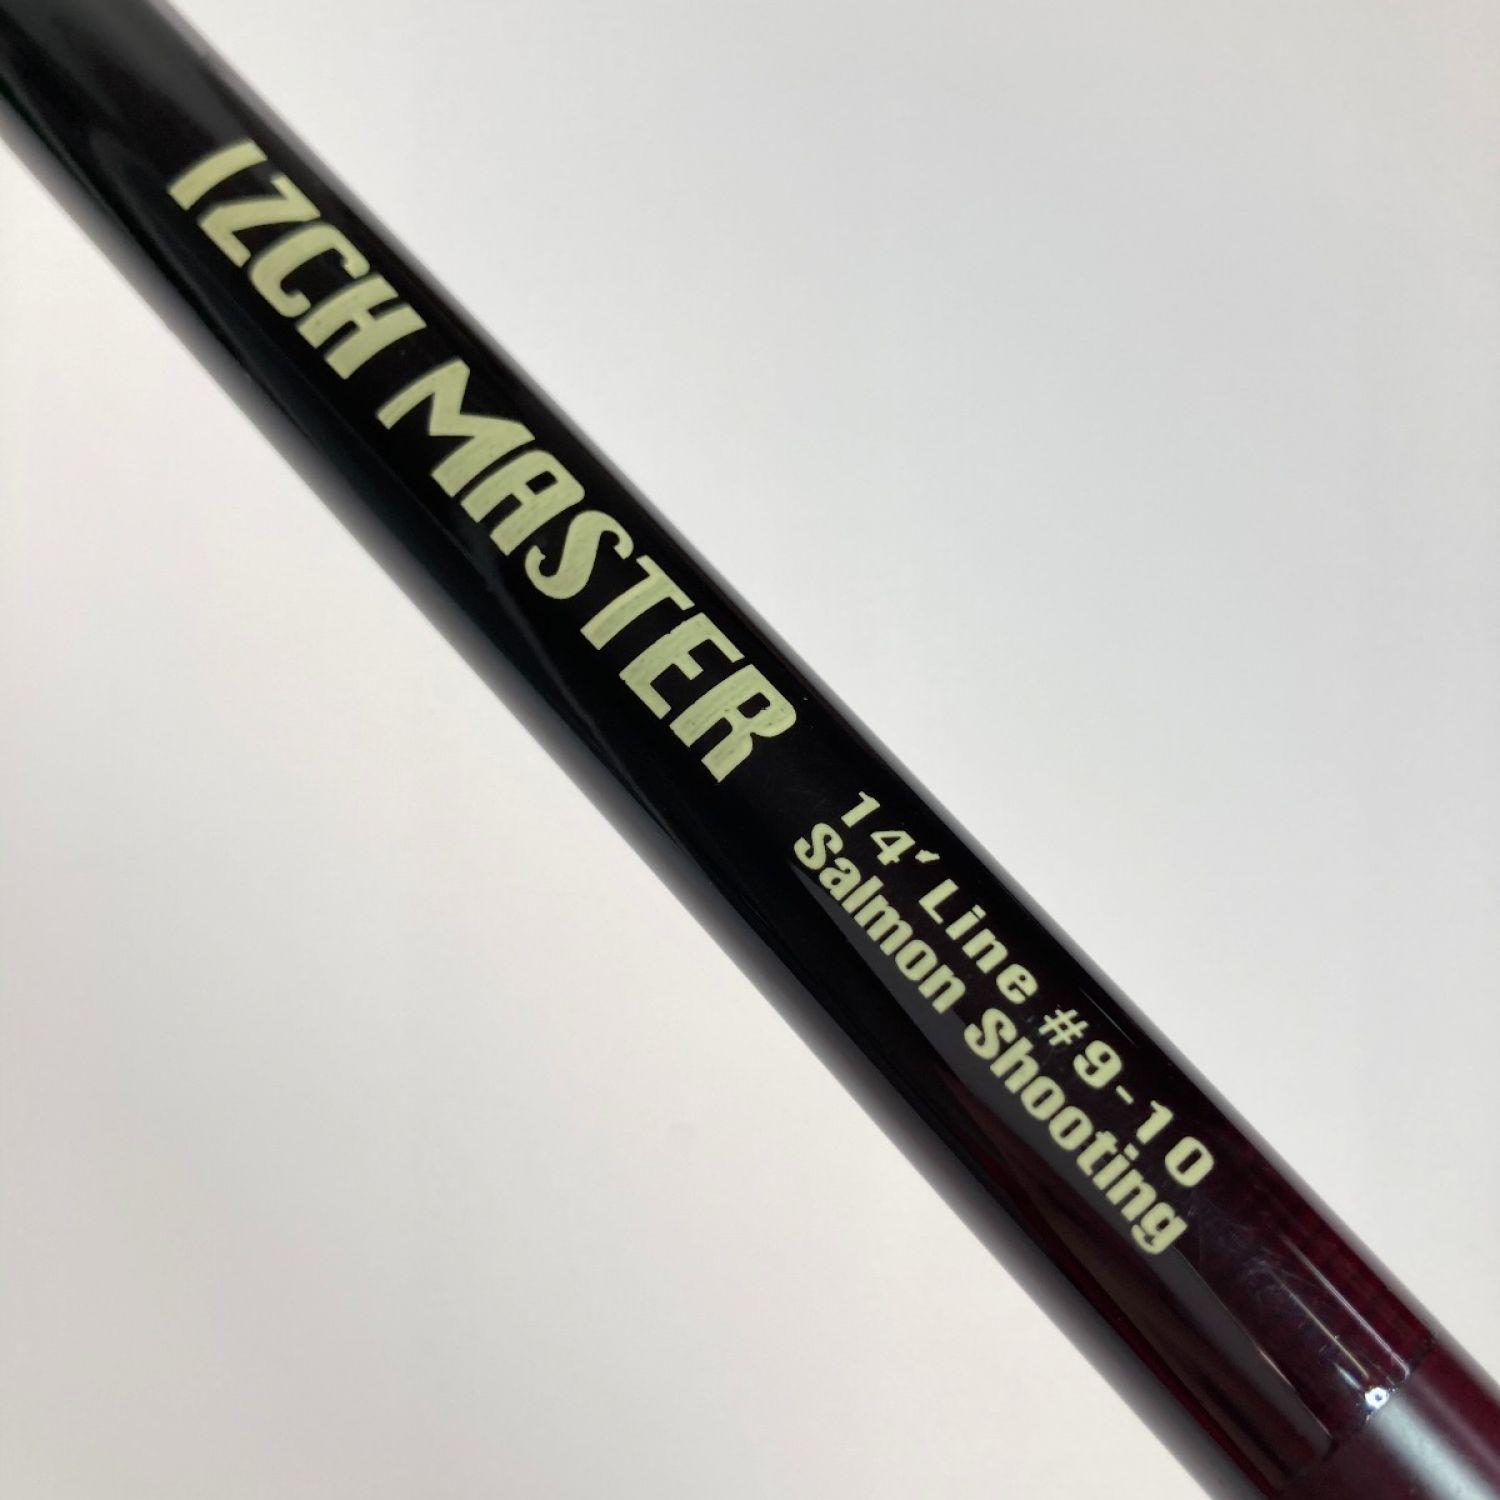 IZCH MASTER
14' Line #9-10
Salmon Shooting